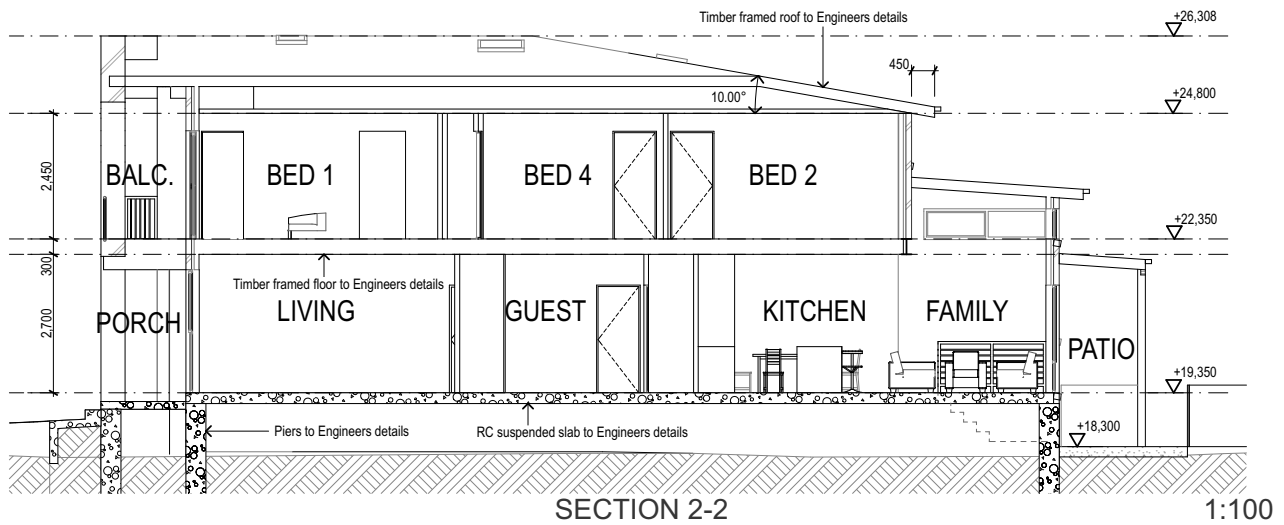 Timber framed roof to Engineers details
+26,308
450
+24,800
10.00°
2,450
BALC.
BED 1
BED 4
BED 2
+22,350
300
Timber framed floor to Engineers details
2,700
PORCH
LIVING
GUEST
KITCHEN
FAMILY
PATIO
+19,350
Piers to Engineers details
RC suspended slab to Engineers details
+18,300
SECTION 2-2
1:100